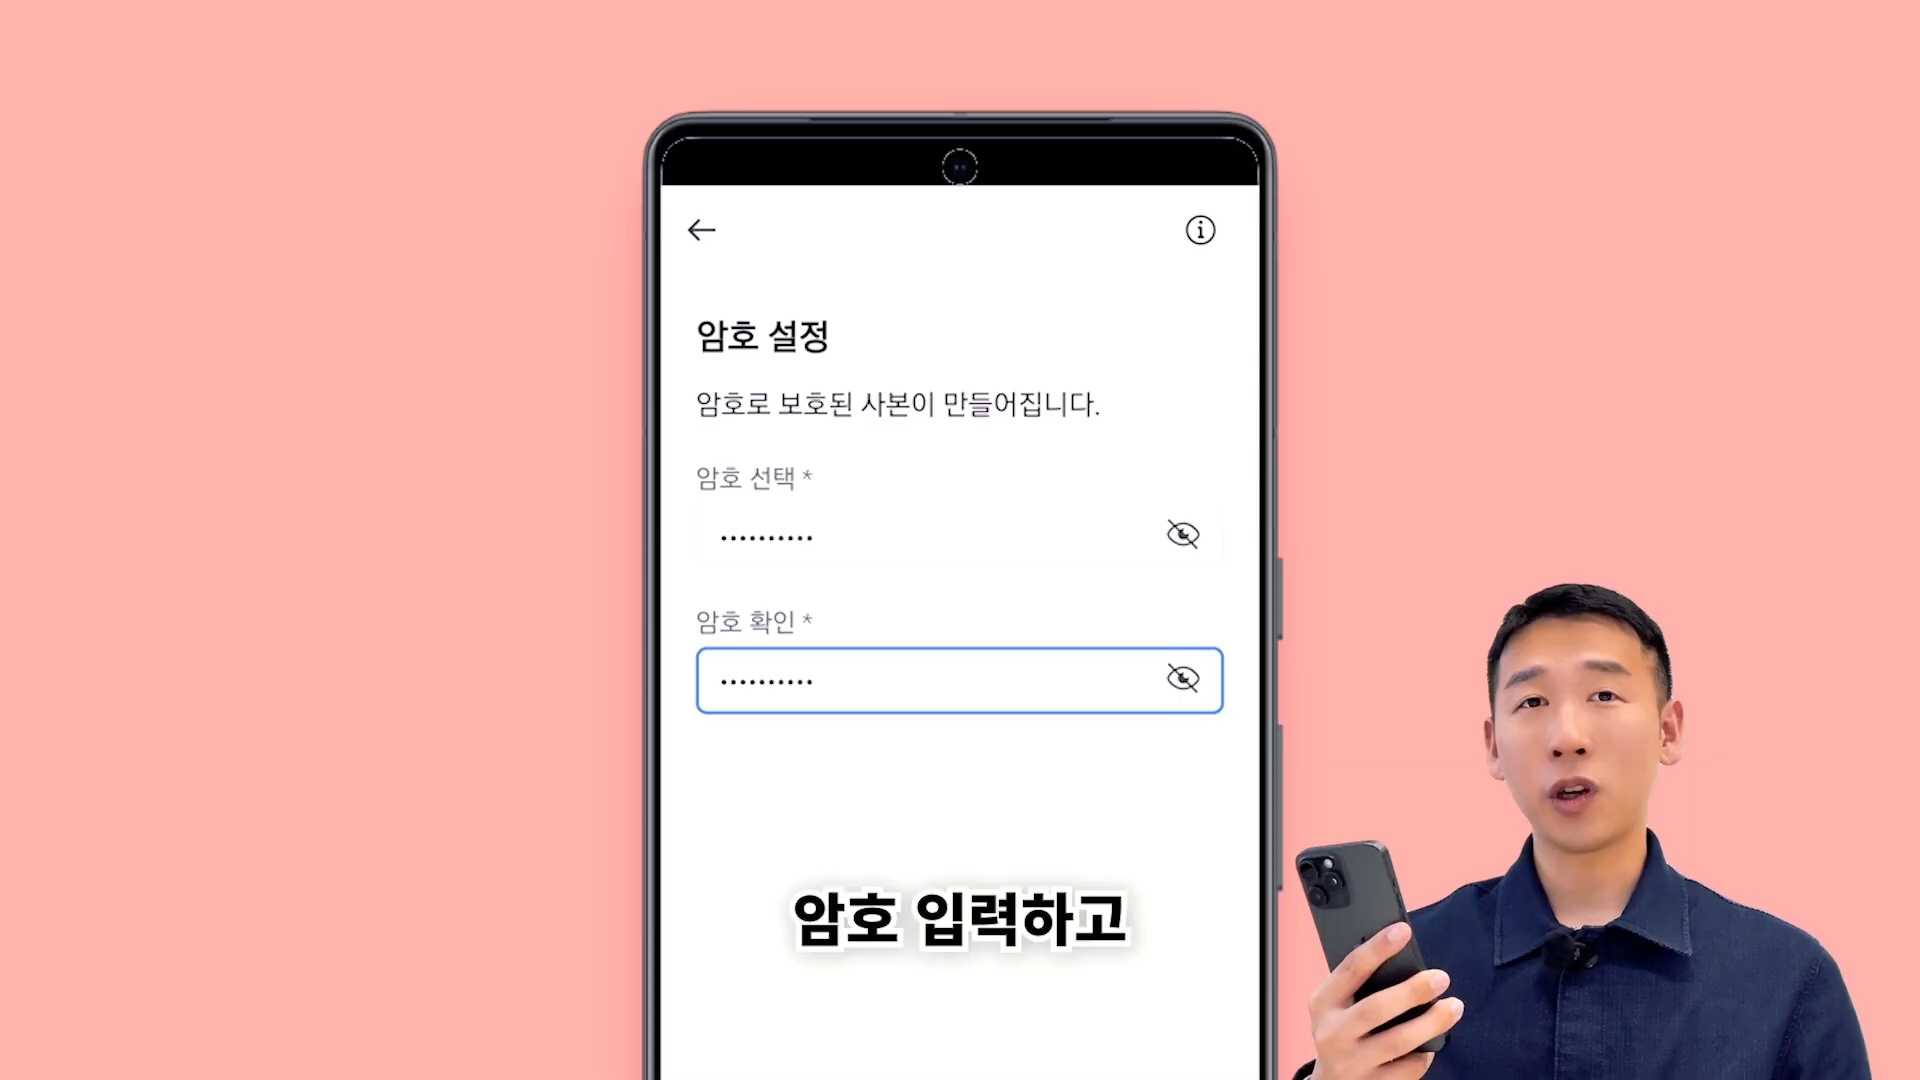 암호 설정
암호로 보호된 사본이 만들어집니다.
암호 선택 *
••••••••••
암호 확인 *
••••••••••
암호 입력하고